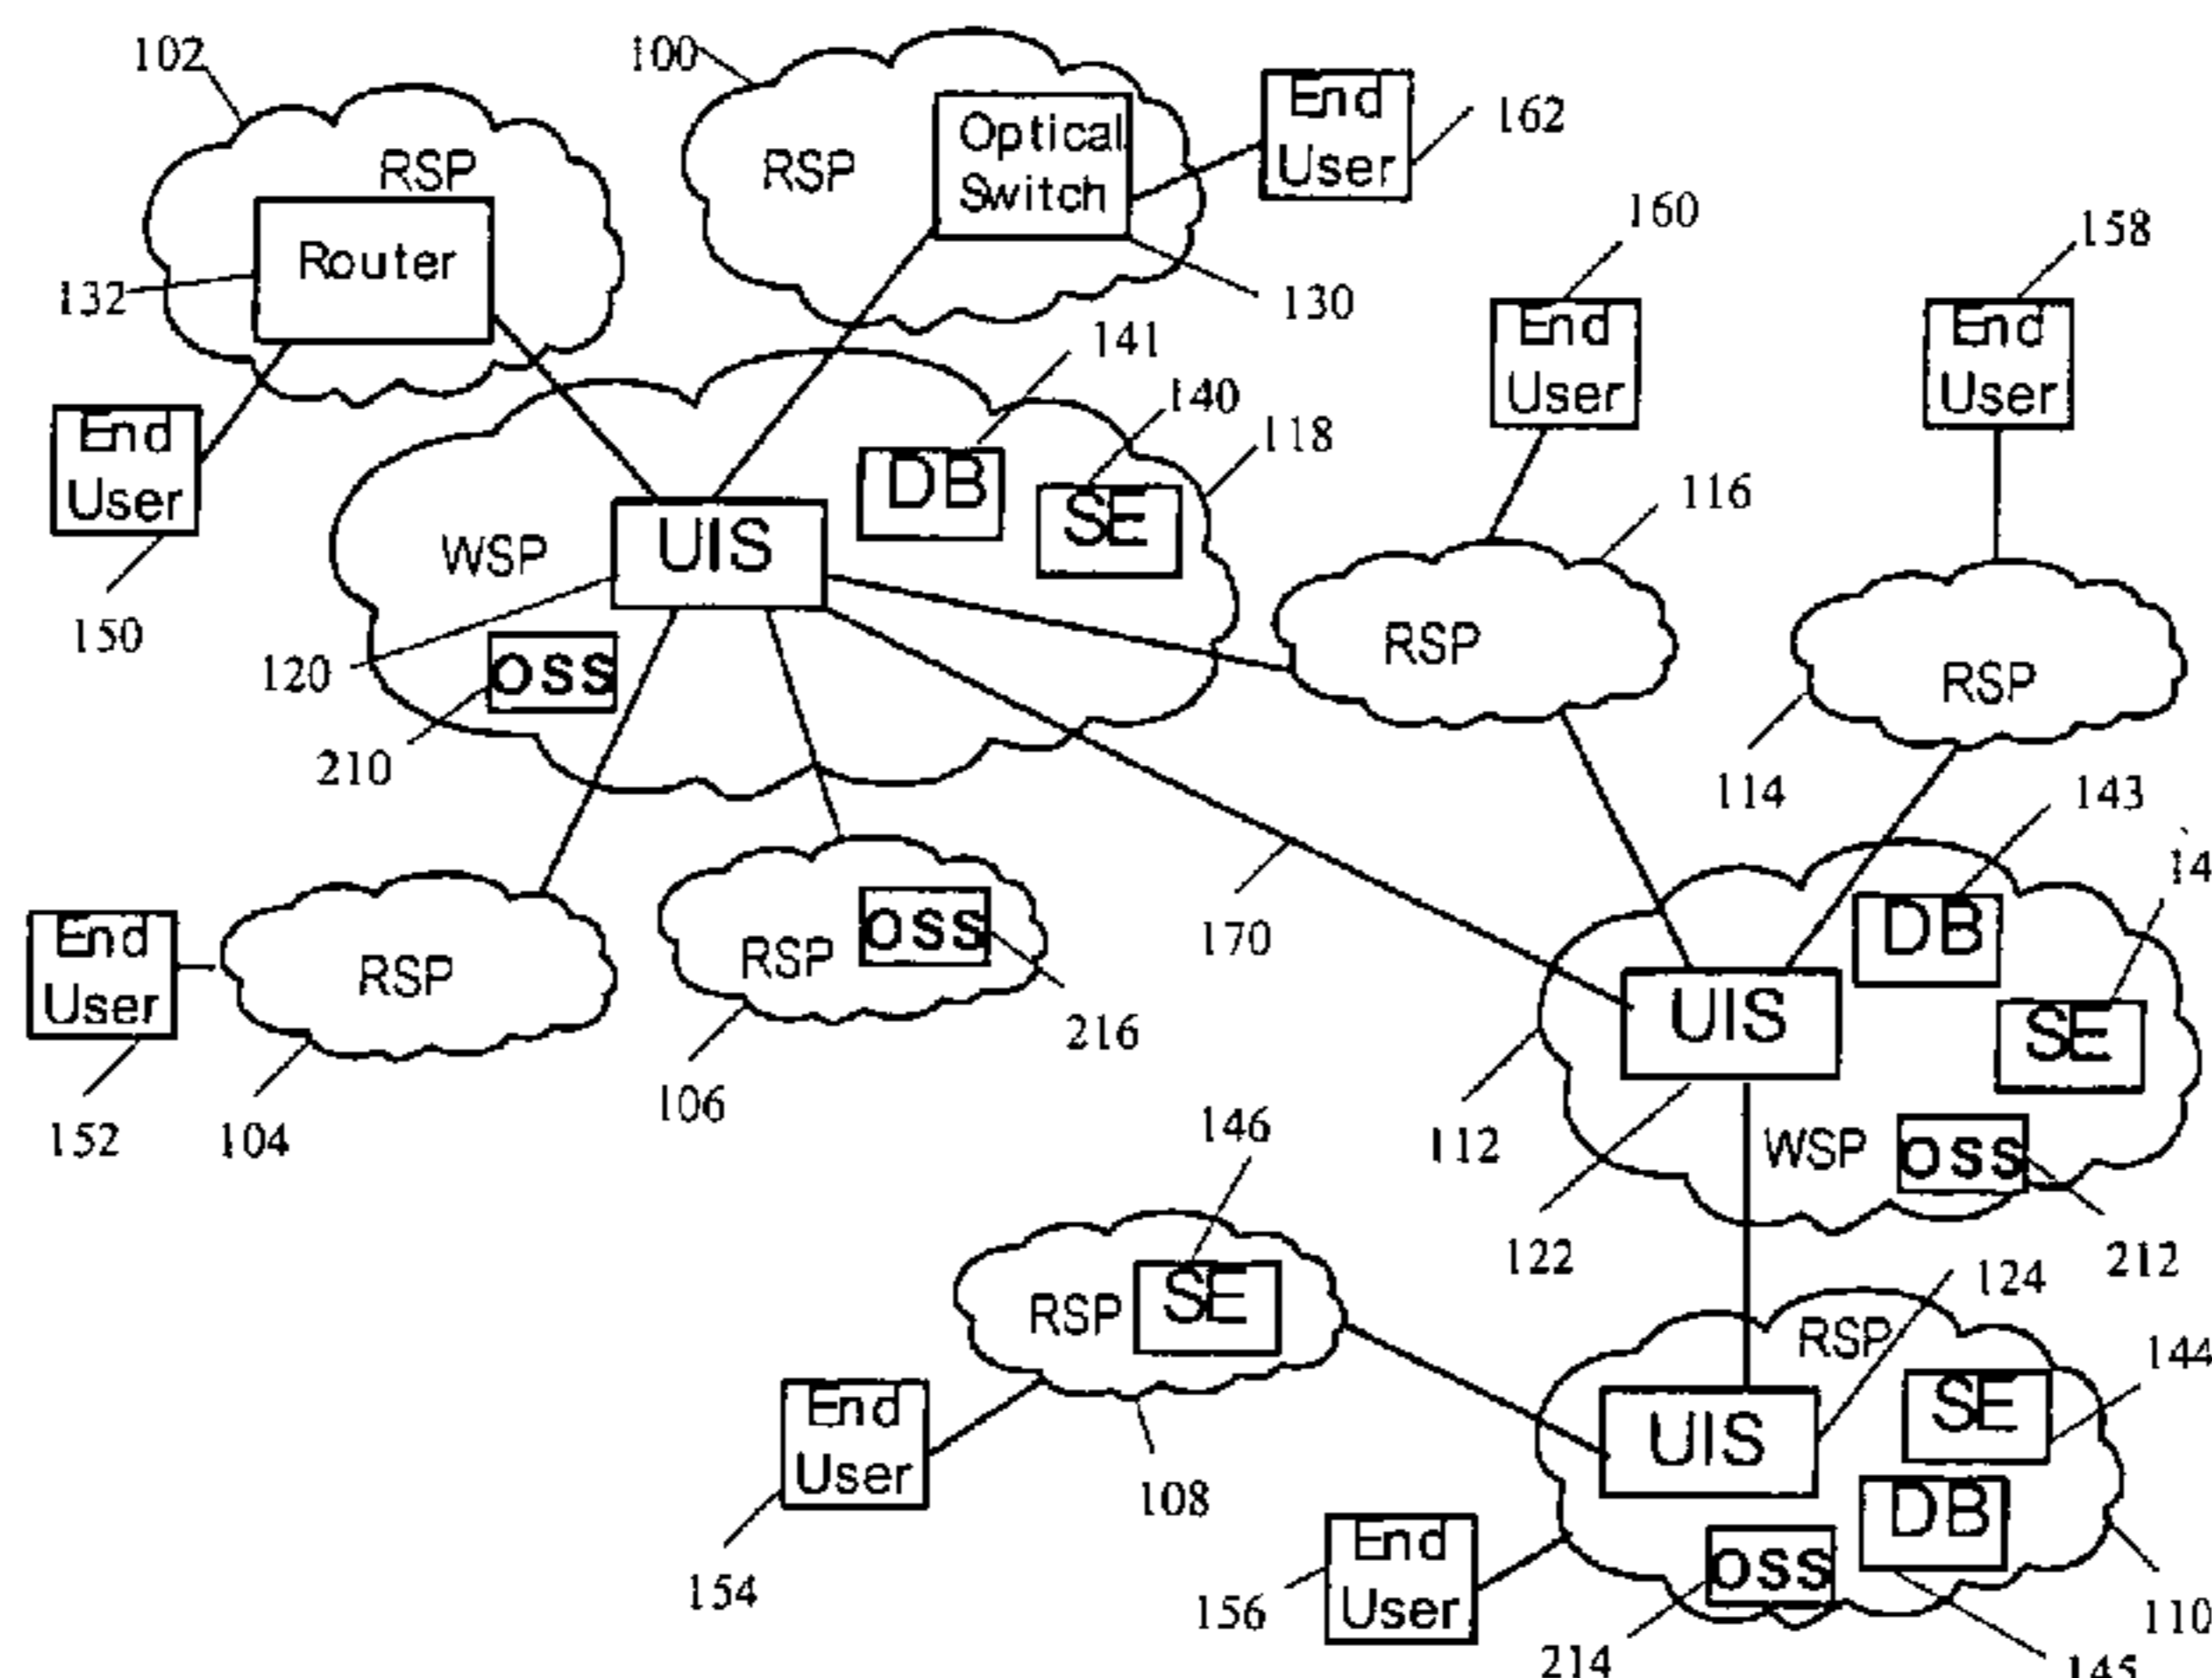 102
100
End
User
162
RSP
Optical
Switch
RSP
Router
132
130
160
158
141
End
User
End
User
140
118
End
User
150
DB
SE
116
WSP
UIS
120
OSS
210
RSP
RSP
114
143
170
DB
SE
UIS
112
WSP
OSS
122
212
End
User
152
RSP
104
RSP
OSS
216
106
146
RSP
SE
108
End
User
154
124
RSP
144
SE
UIS
DB
OSS
110
End
User
156
214
145